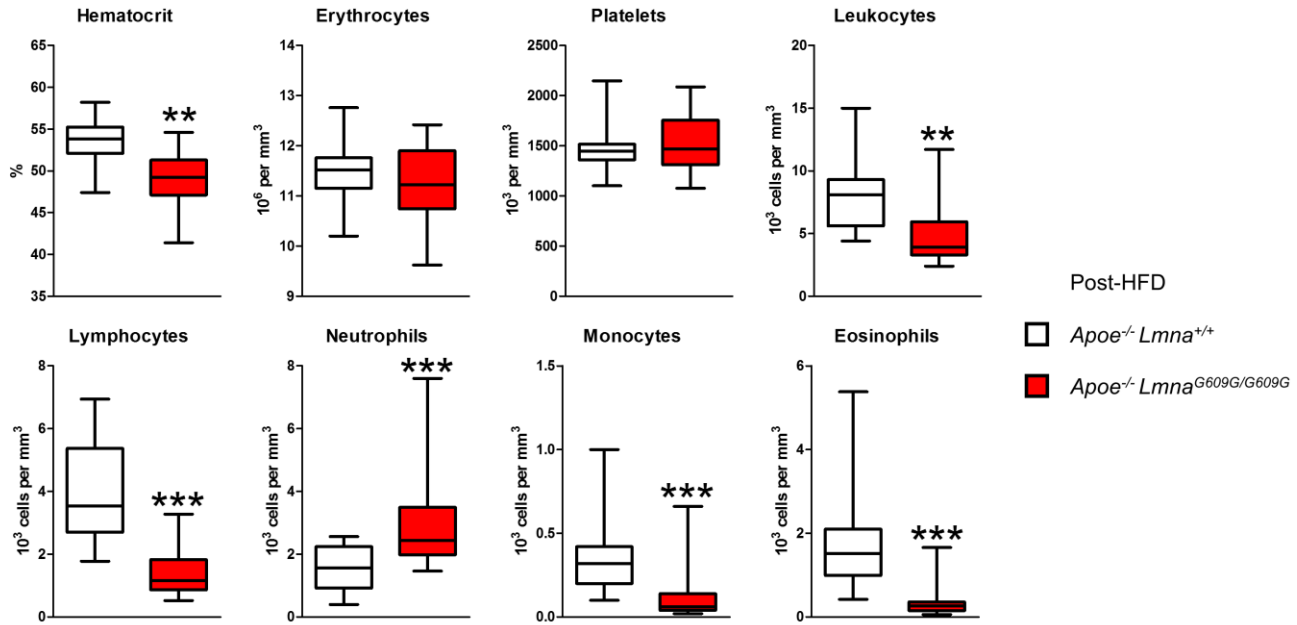 Hematocrit
65
60
55
50
45
40
35
%
**
Erythrocytes
14
13
12
11
10
9
10³ per mm³
Platelets
2500
2000
1500
1000
500
0
10³ per mm³
Leukocytes
20
15
10
5
0
10³ cells per mm³
**
Lymphocytes
8
6
4
2
0
10³ cells per mm³
***
Neutrophils
8
6
4
2
0
10³ cells per mm³
***
Monocytes
1.5
1.0
0.5
0.0
10³ cells per mm³
***
Eosinophils
6
4
2
0
10³ cells per mm³
***
Post-HFD
Apoe⁻/⁻ Lmna⁺/⁺
Apoe⁻/⁻ Lmna^G609G/G609G